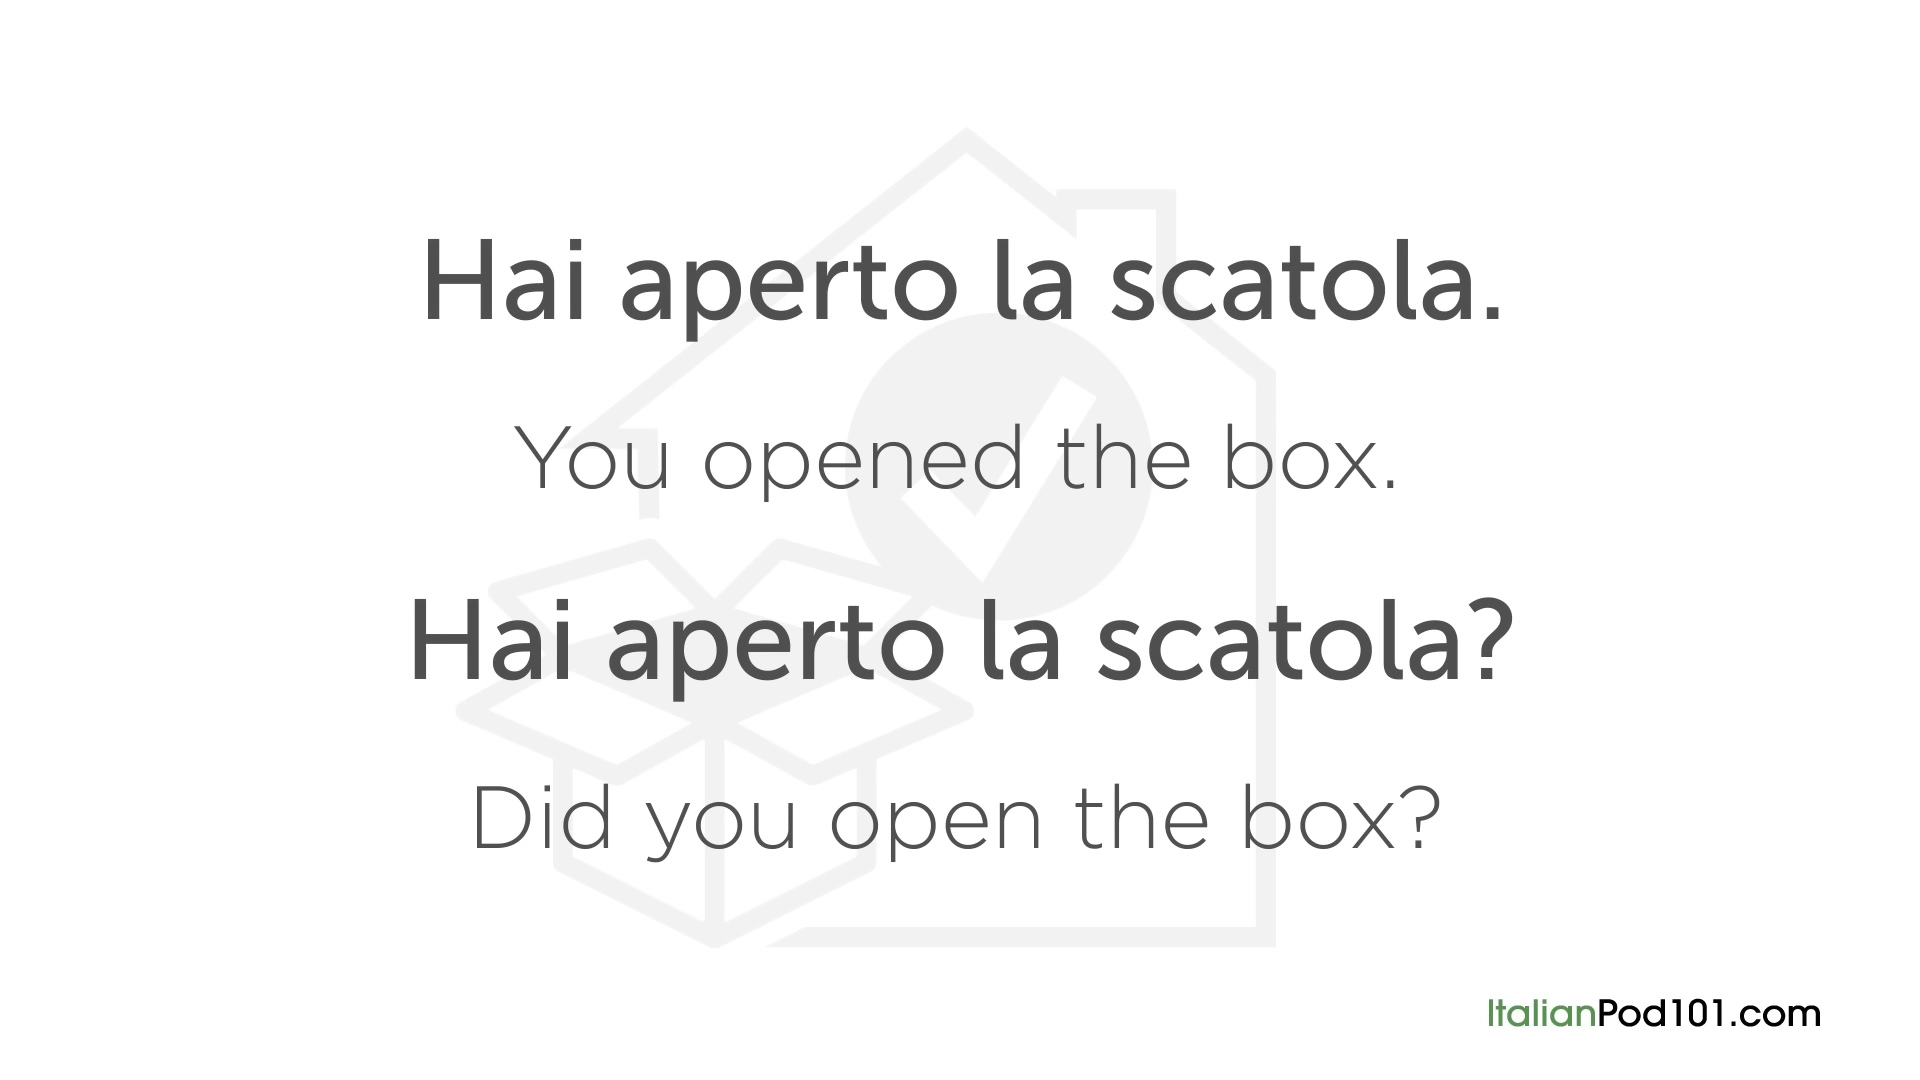 Hai aperto la scatola.
You opened the box.
Hai aperto la scatola?
Did you open the box?
ItalianPod101.com